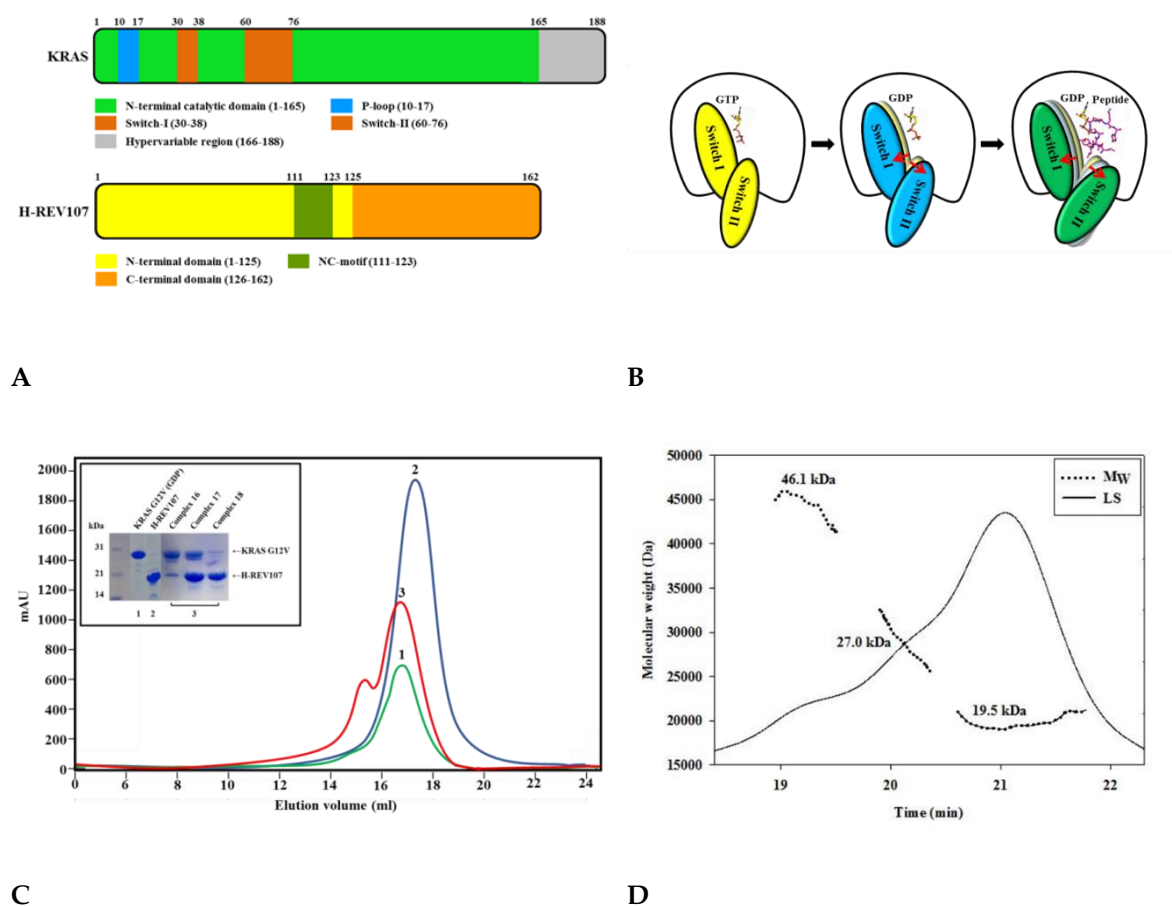 1 10 17 30 38 60 76 165 188
KRAS
N-terminal catalytic domain (1-165) P-loop (10-17)
Switch-I (30-38) Switch-II (60-76)
Hypervariable region (166-188)
1 111 123 125 162
H-REV107
N-terminal domain (1-125) NC-motif (111-123)
C-terminal domain (126-162)
A
GTP GDP GDP Peptide
Switch I Switch I Switch I
Switch II Switch II Switch II
B
2000
1800
1600
1400
1200
1000
800
600
400
200
0
mAU
KRAS G12V (GDP)
H-REV107
Complex 16
Complex 17
Complex 18
kDa
31 ←KRAS G12V
21 ←H-REV107
14
1 2 3
2
3
1
0 6 8 10 12 14 16 18 20 22 24
Elution volume (ml)
C
50000
45000
40000
35000
30000
25000
20000
15000
Molecular weight (Da)
46.1 kDa
27.0 kDa
19.5 kDa
MW
LS
19 20 21 22
Time (min)
D